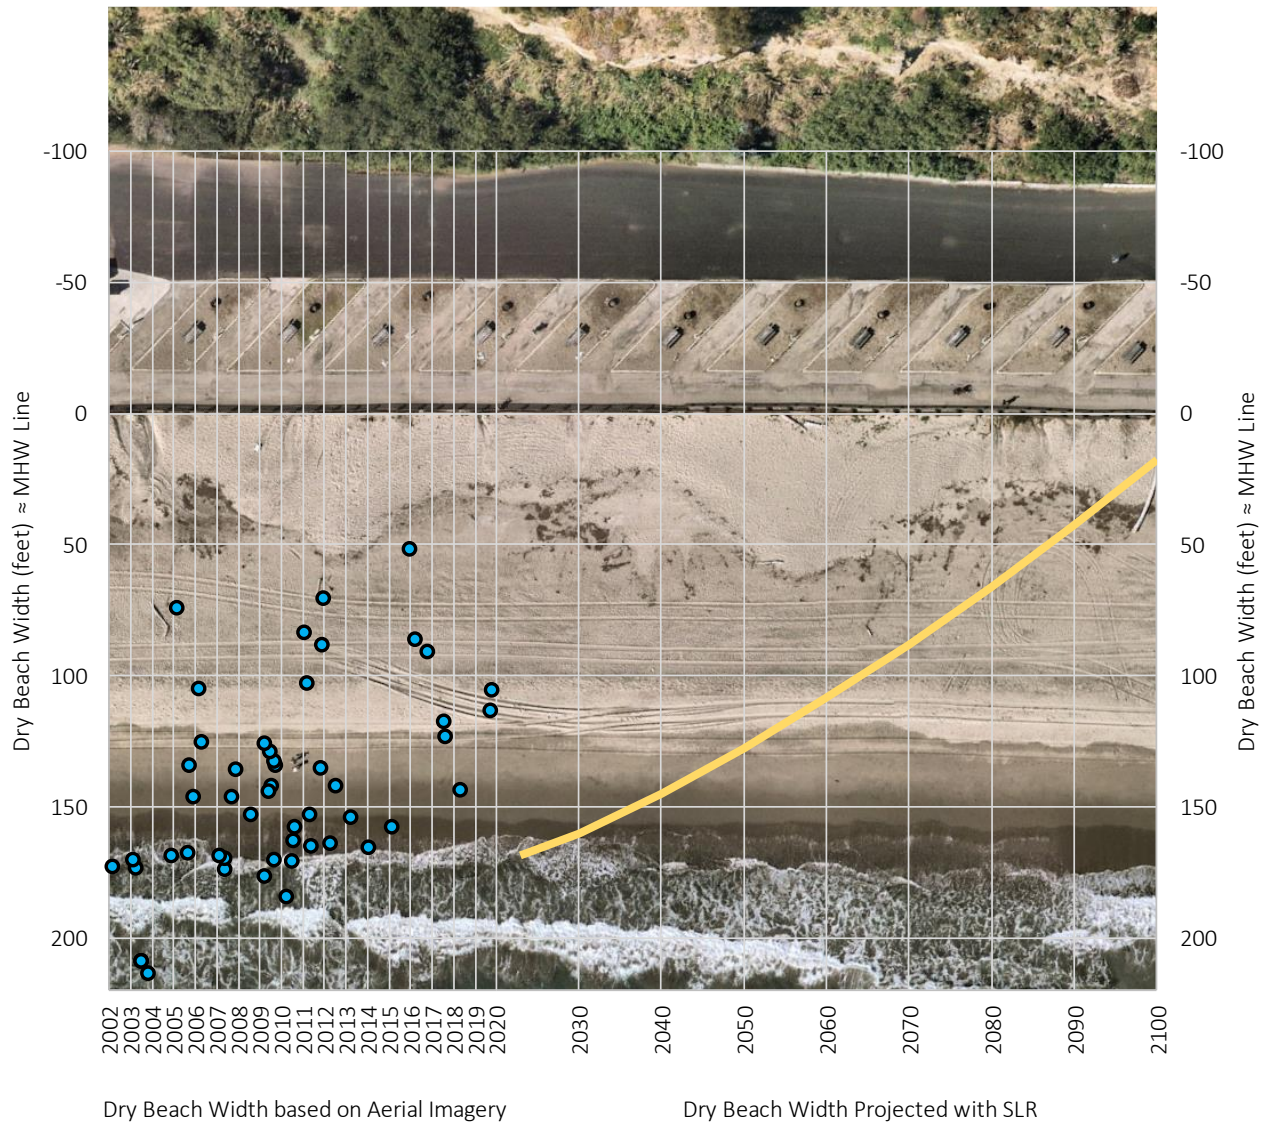 -100
-100
-50
-50
0
0
50
50
100
100
150
150
200
200
Dry Beach Width (feet) ≈ MHW Line
Dry Beach Width (feet) ≈ MHW Line
2002 2003 2004 2005 2006 2007 2008 2009 2010 2011 2012 2013 2014 2015 2016 2017 2018 2019 2020 2030 2040 2050 2060 2070 2080 2090 2100
Dry Beach Width based on Aerial Imagery
Dry Beach Width Projected with SLR